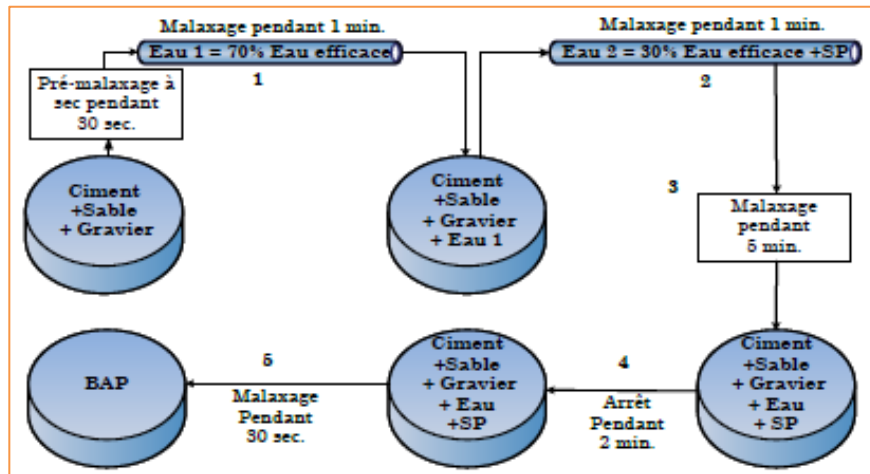 Malaxage pendant 1 min.
Eau 1 = 70% Eau efficace
1
Pré-malaxage à
sec pendant
30 sec.
Ciment
+Sable
+ Gravier
Malaxage pendant 1 min.
Eau 2 = 30% Eau efficace +SP
2
Ciment
+Sable
+ Gravier
+ Eau 1
3
Malaxage
pendant
5 min.
Ciment
+Sable
+ Gravier
+ Eau
+ SP
4
Arrêt
Pendant
2 min.
Ciment
+Sable
+ Gravier
+ Eau
+SP
5
Malaxage
Pendant
30 sec.
BAP